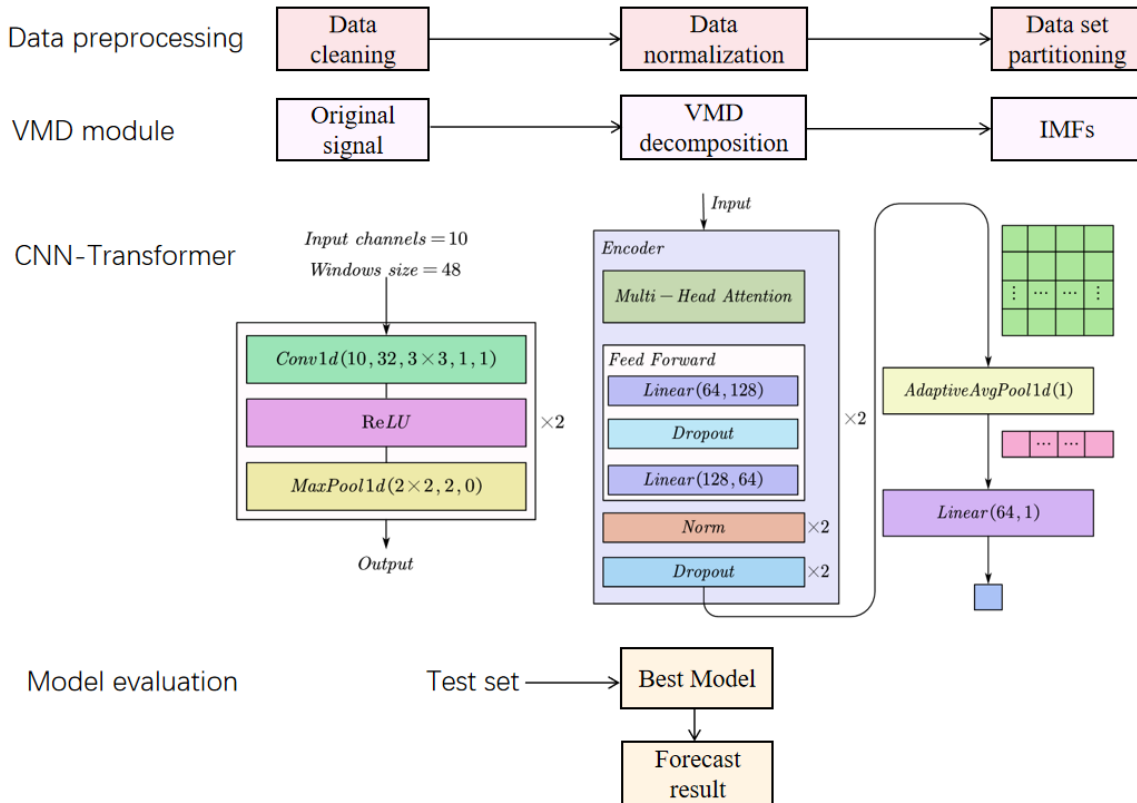 Data preprocessing
Data
cleaning
Data
normalization
Data set
partitioning
VMD module
Original
signal
VMD
decomposition
IMFs
CNN-Transformer
Input channels = 10
Windows size = 48
Conv1d(10, 32, 3×3, 1, 1)
ReLU
MaxPool1d(2×2, 2, 0)
×2
Output
Input
Encoder
Multi − Head Attention
Feed Forward
Linear(64, 128)
Dropout
Linear(128, 64)
Norm
×2
Dropout
×2
×2
⋮ ... ... ⋮
AdaptiveAvgPool1d(1)
... ...
Linear(64, 1)
Model evaluation
Test set
Best Model
Forecast
result